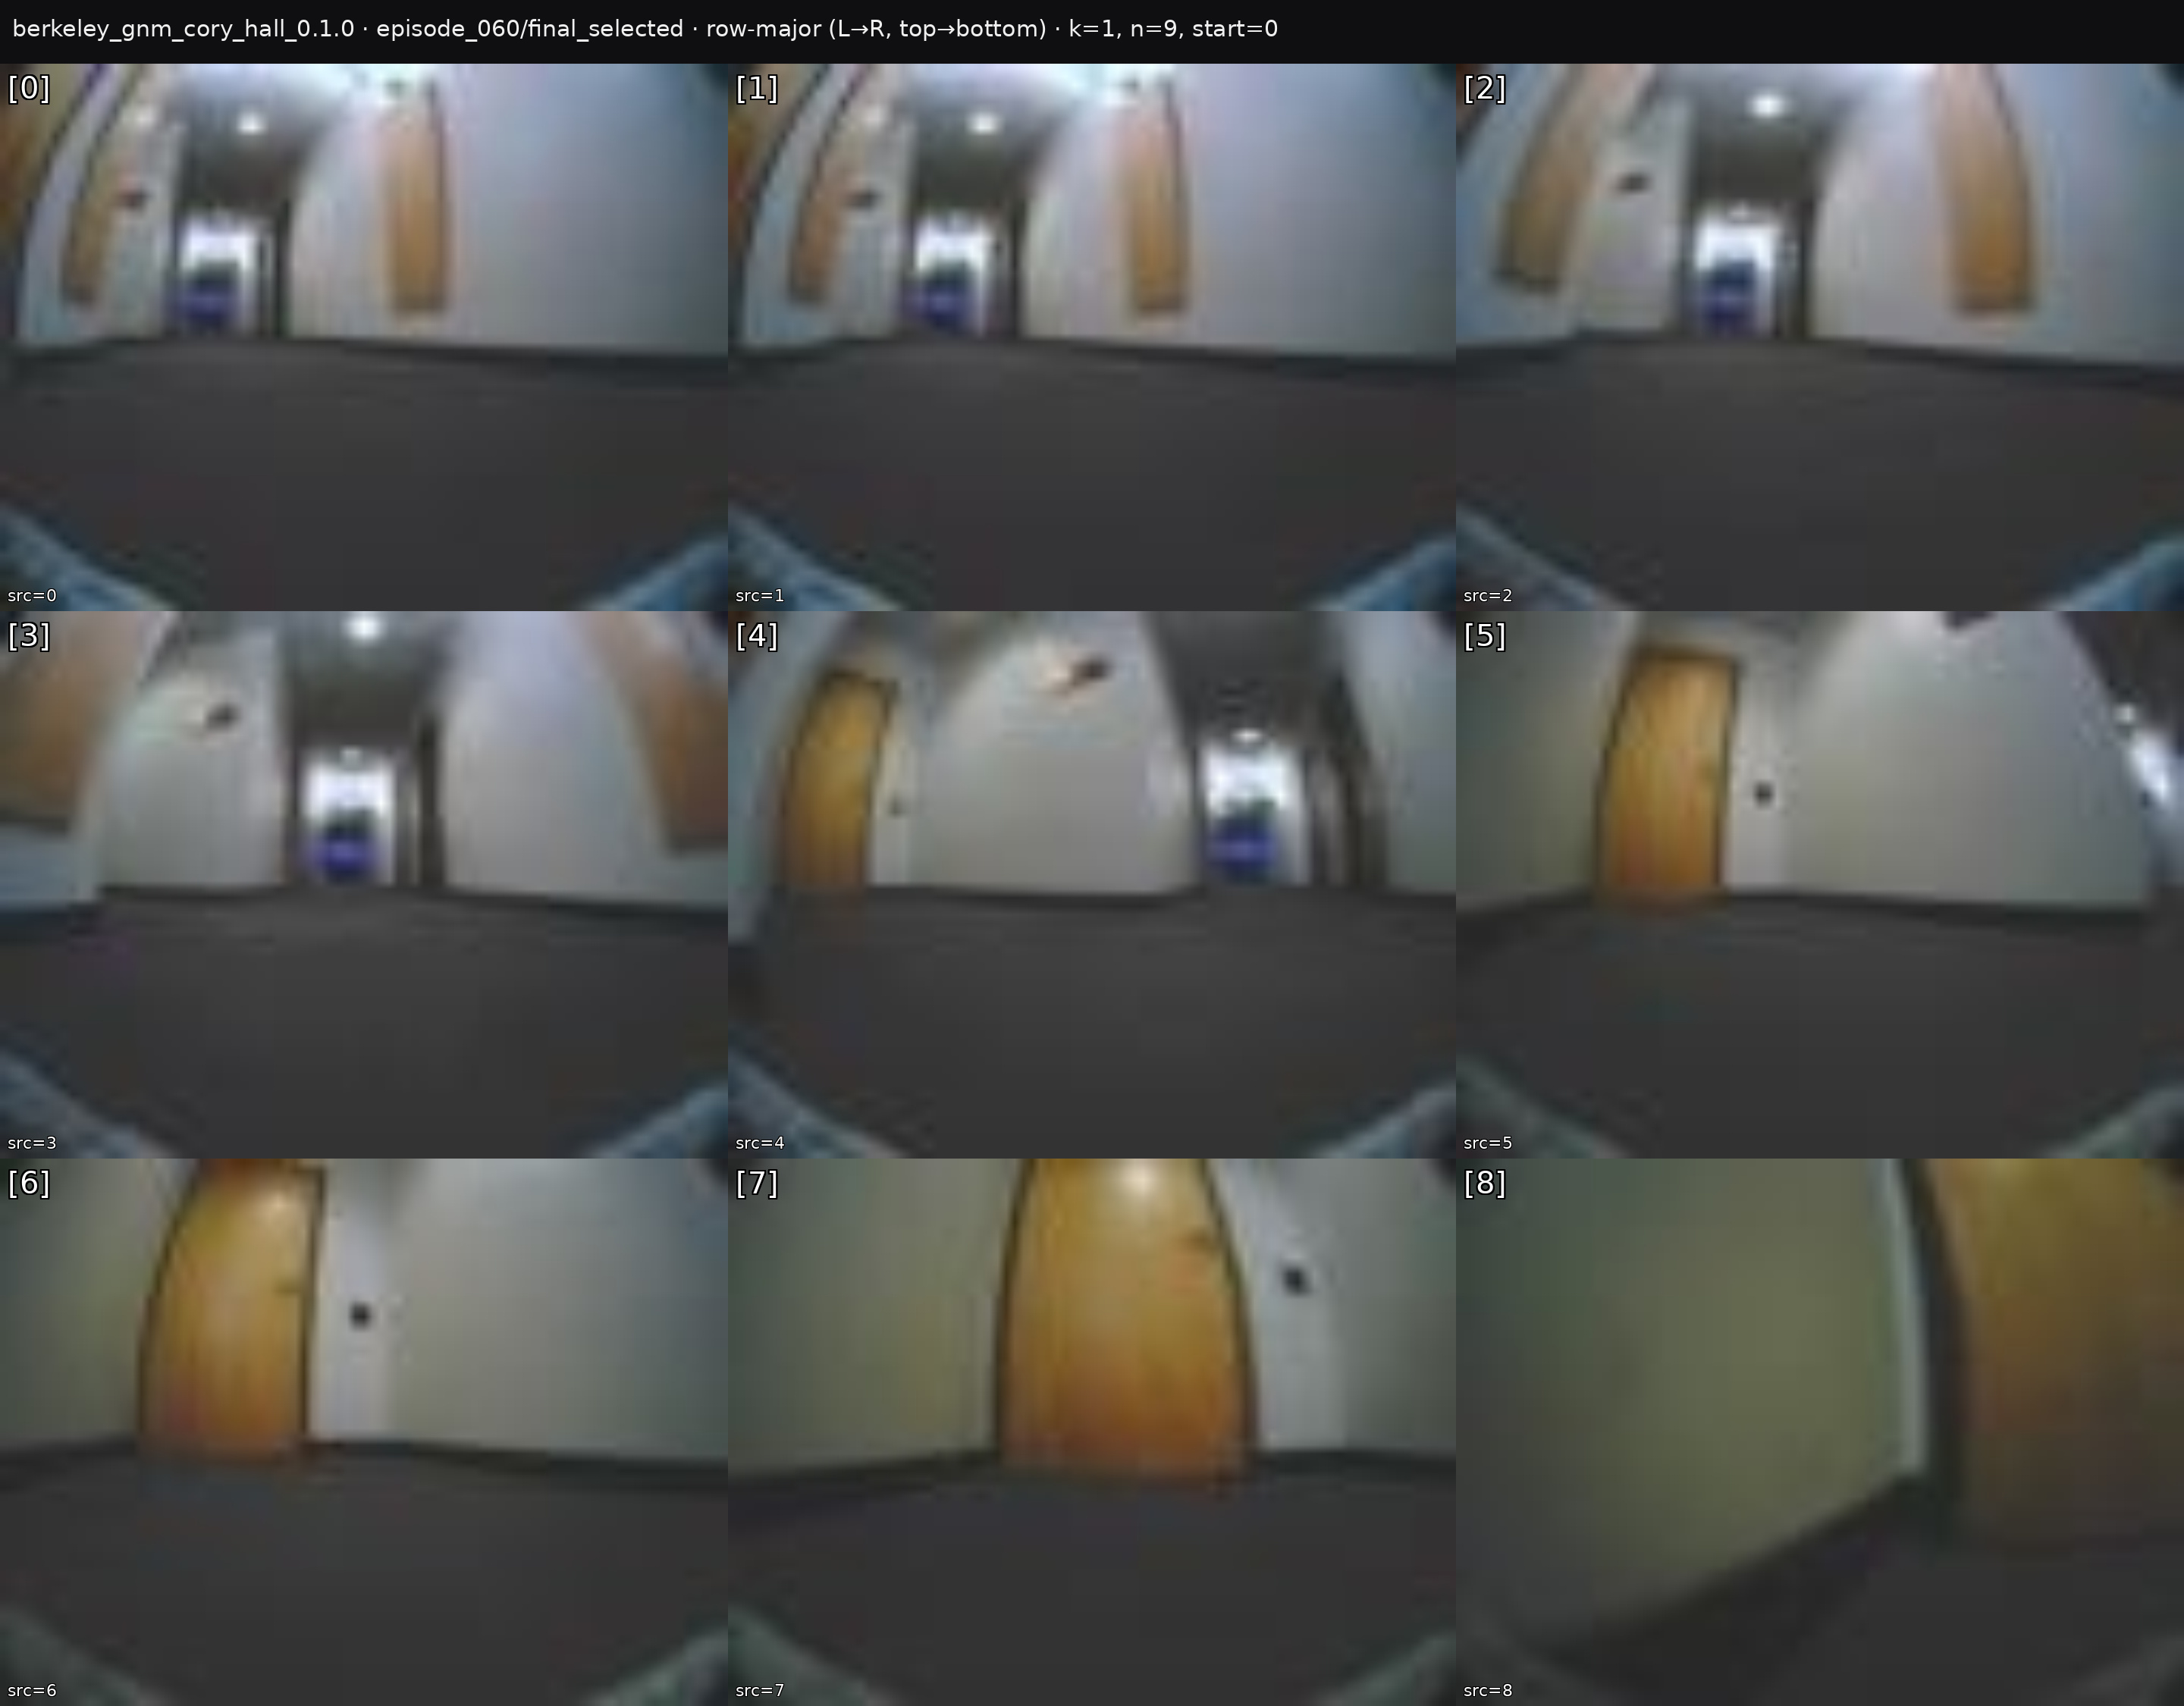 berkeley_gnm_cory_hall_0.1.0 · episode_060/final_selected · row-major (L→R, top→bottom) · k=1, n=9, start=0
[0]
[1]
[2]
src=0
src=1
src=2
[3]
[4]
[5]
src=3
src=4
src=5
[6]
[7]
[8]
src=6
src=7
src=8